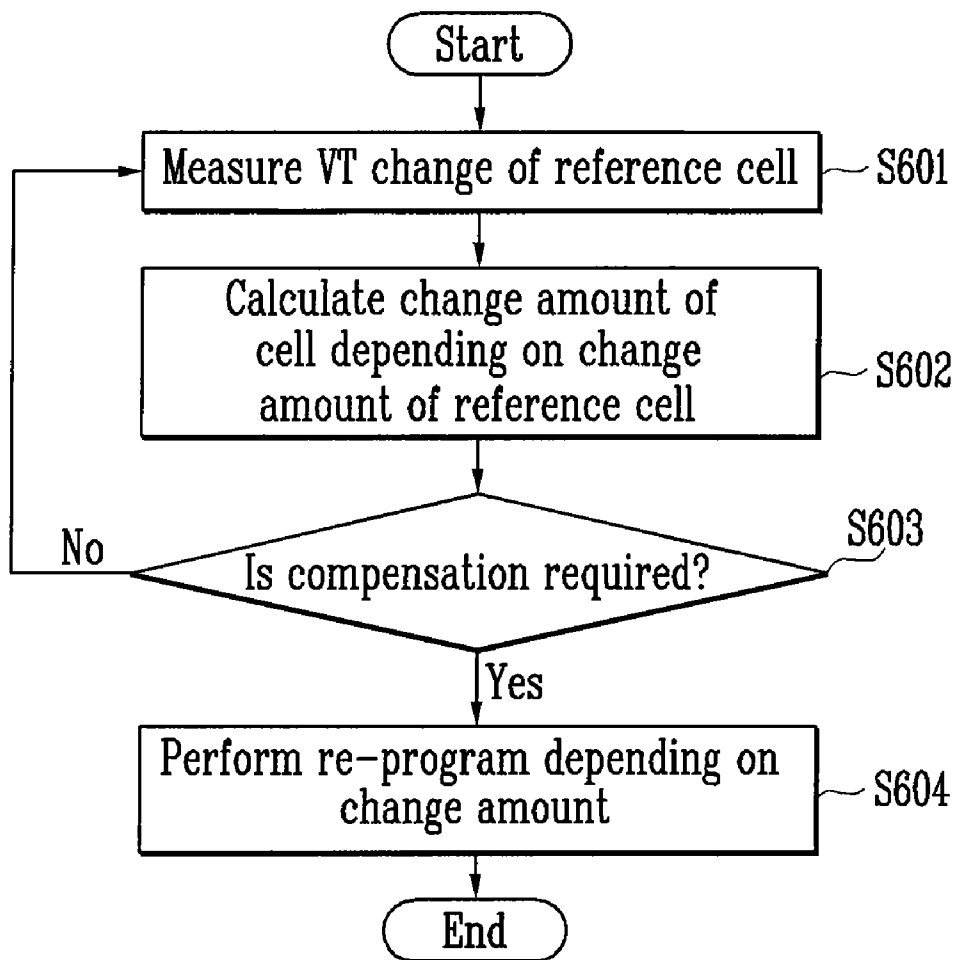 Start
Measure VT change of reference cell
S601
Calculate change amount of
cell depending on change
amount of reference cell
S602
Is compensation required?
S603
No
Yes
Perform re-program depending on
change amount
S604
End